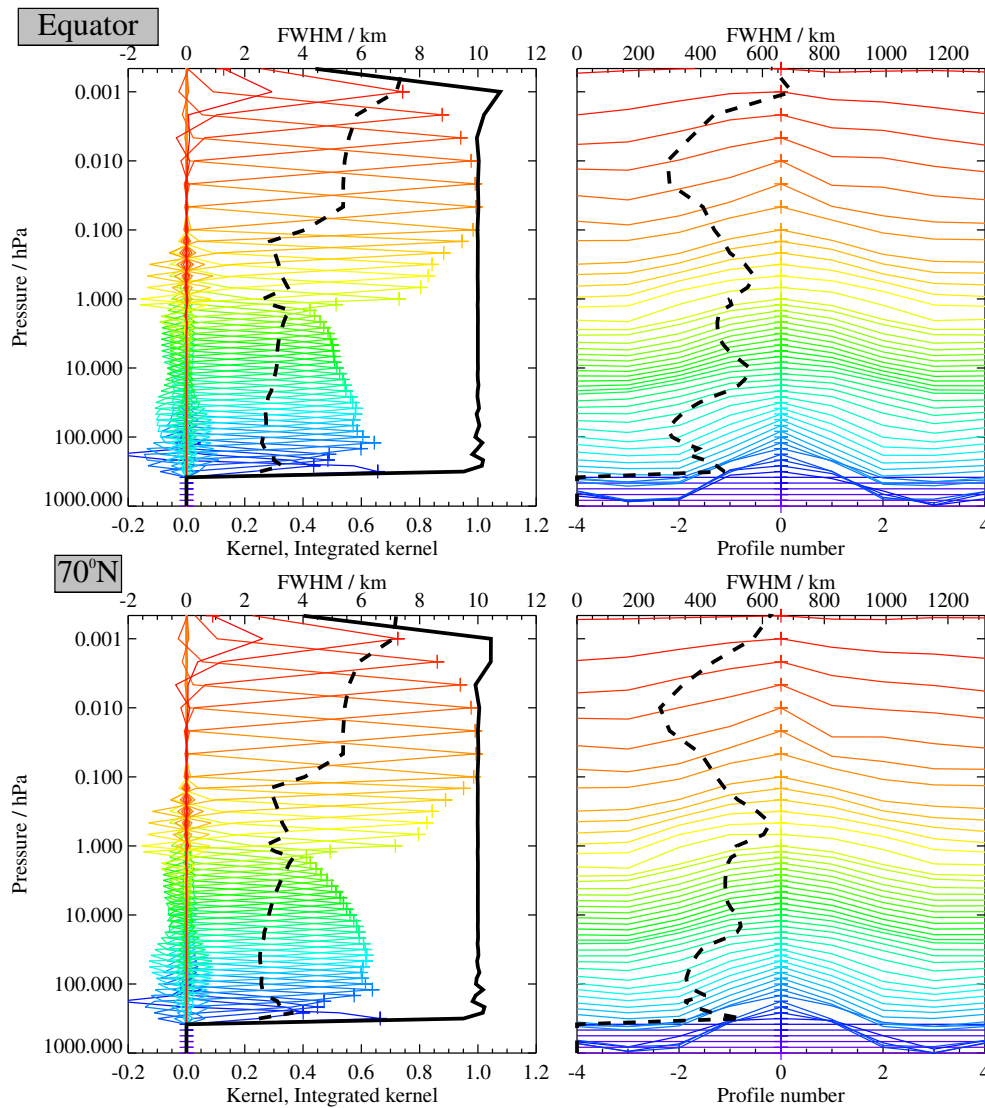 Equator
FWHM / km
-2 0 2 4 6 8 10 12
FWHM / km
0 200 400 600 800 1000 1200
Pressure / hPa
0.001
0.010
0.100
1.000
10.000
100.000
1000.000
-0.2 0.0 0.2 0.4 0.6 0.8 1.0 1.2
Kernel, Integrated kernel
-4 -2 0 2 4
Profile number
70⁰N
FWHM / km
-2 0 2 4 6 8 10 12
FWHM / km
0 200 400 600 800 1000 1200
Pressure / hPa
0.001
0.010
0.100
1.000
10.000
100.000
1000.000
-0.2 0.0 0.2 0.4 0.6 0.8 1.0 1.2
Kernel, Integrated kernel
-4 -2 0 2 4
Profile number